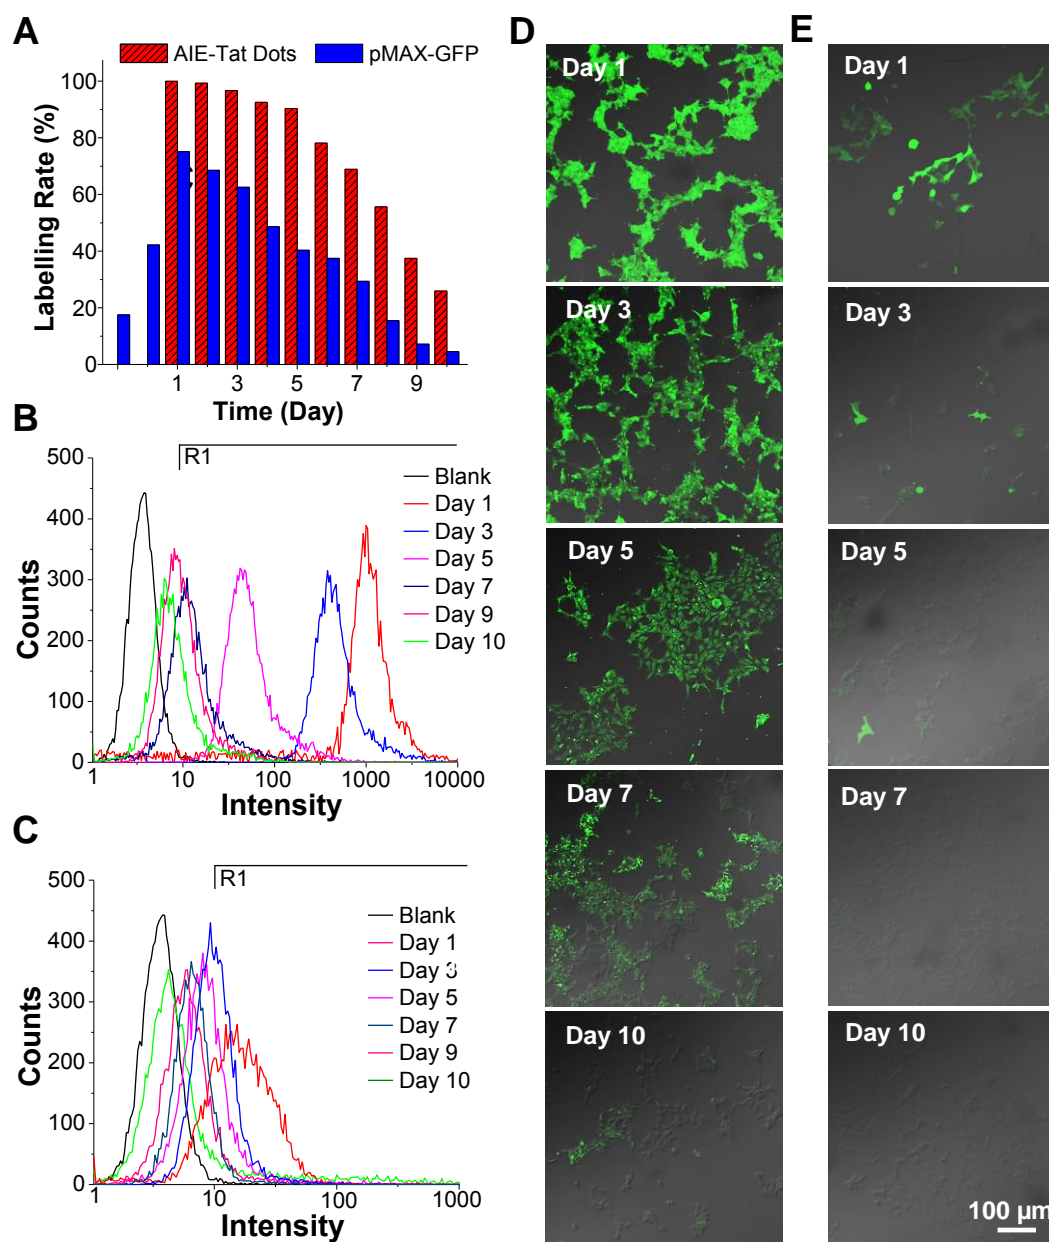 A
AIE-Tat Dots
pMAX-GFP
Labelling Rate (%)
100
80
60
40
20
0
1
3
5
7
9
Time (Day)
B
R1
Counts
500
400
300
200
100
0
Blank
Day 1
Day 3
Day 5
Day 7
Day 9
Day 10
1
10
100
1000
10000
Intensity
C
R1
Counts
500
400
300
200
100
0
Blank
Day 1
Day 3
Day 5
Day 7
Day 9
Day 10
1
10
100
1000
Intensity
D
Day 1
Day 3
Day 5
Day 7
Day 10
E
Day 1
Day 3
Day 5
Day 7
Day 10
100 µm